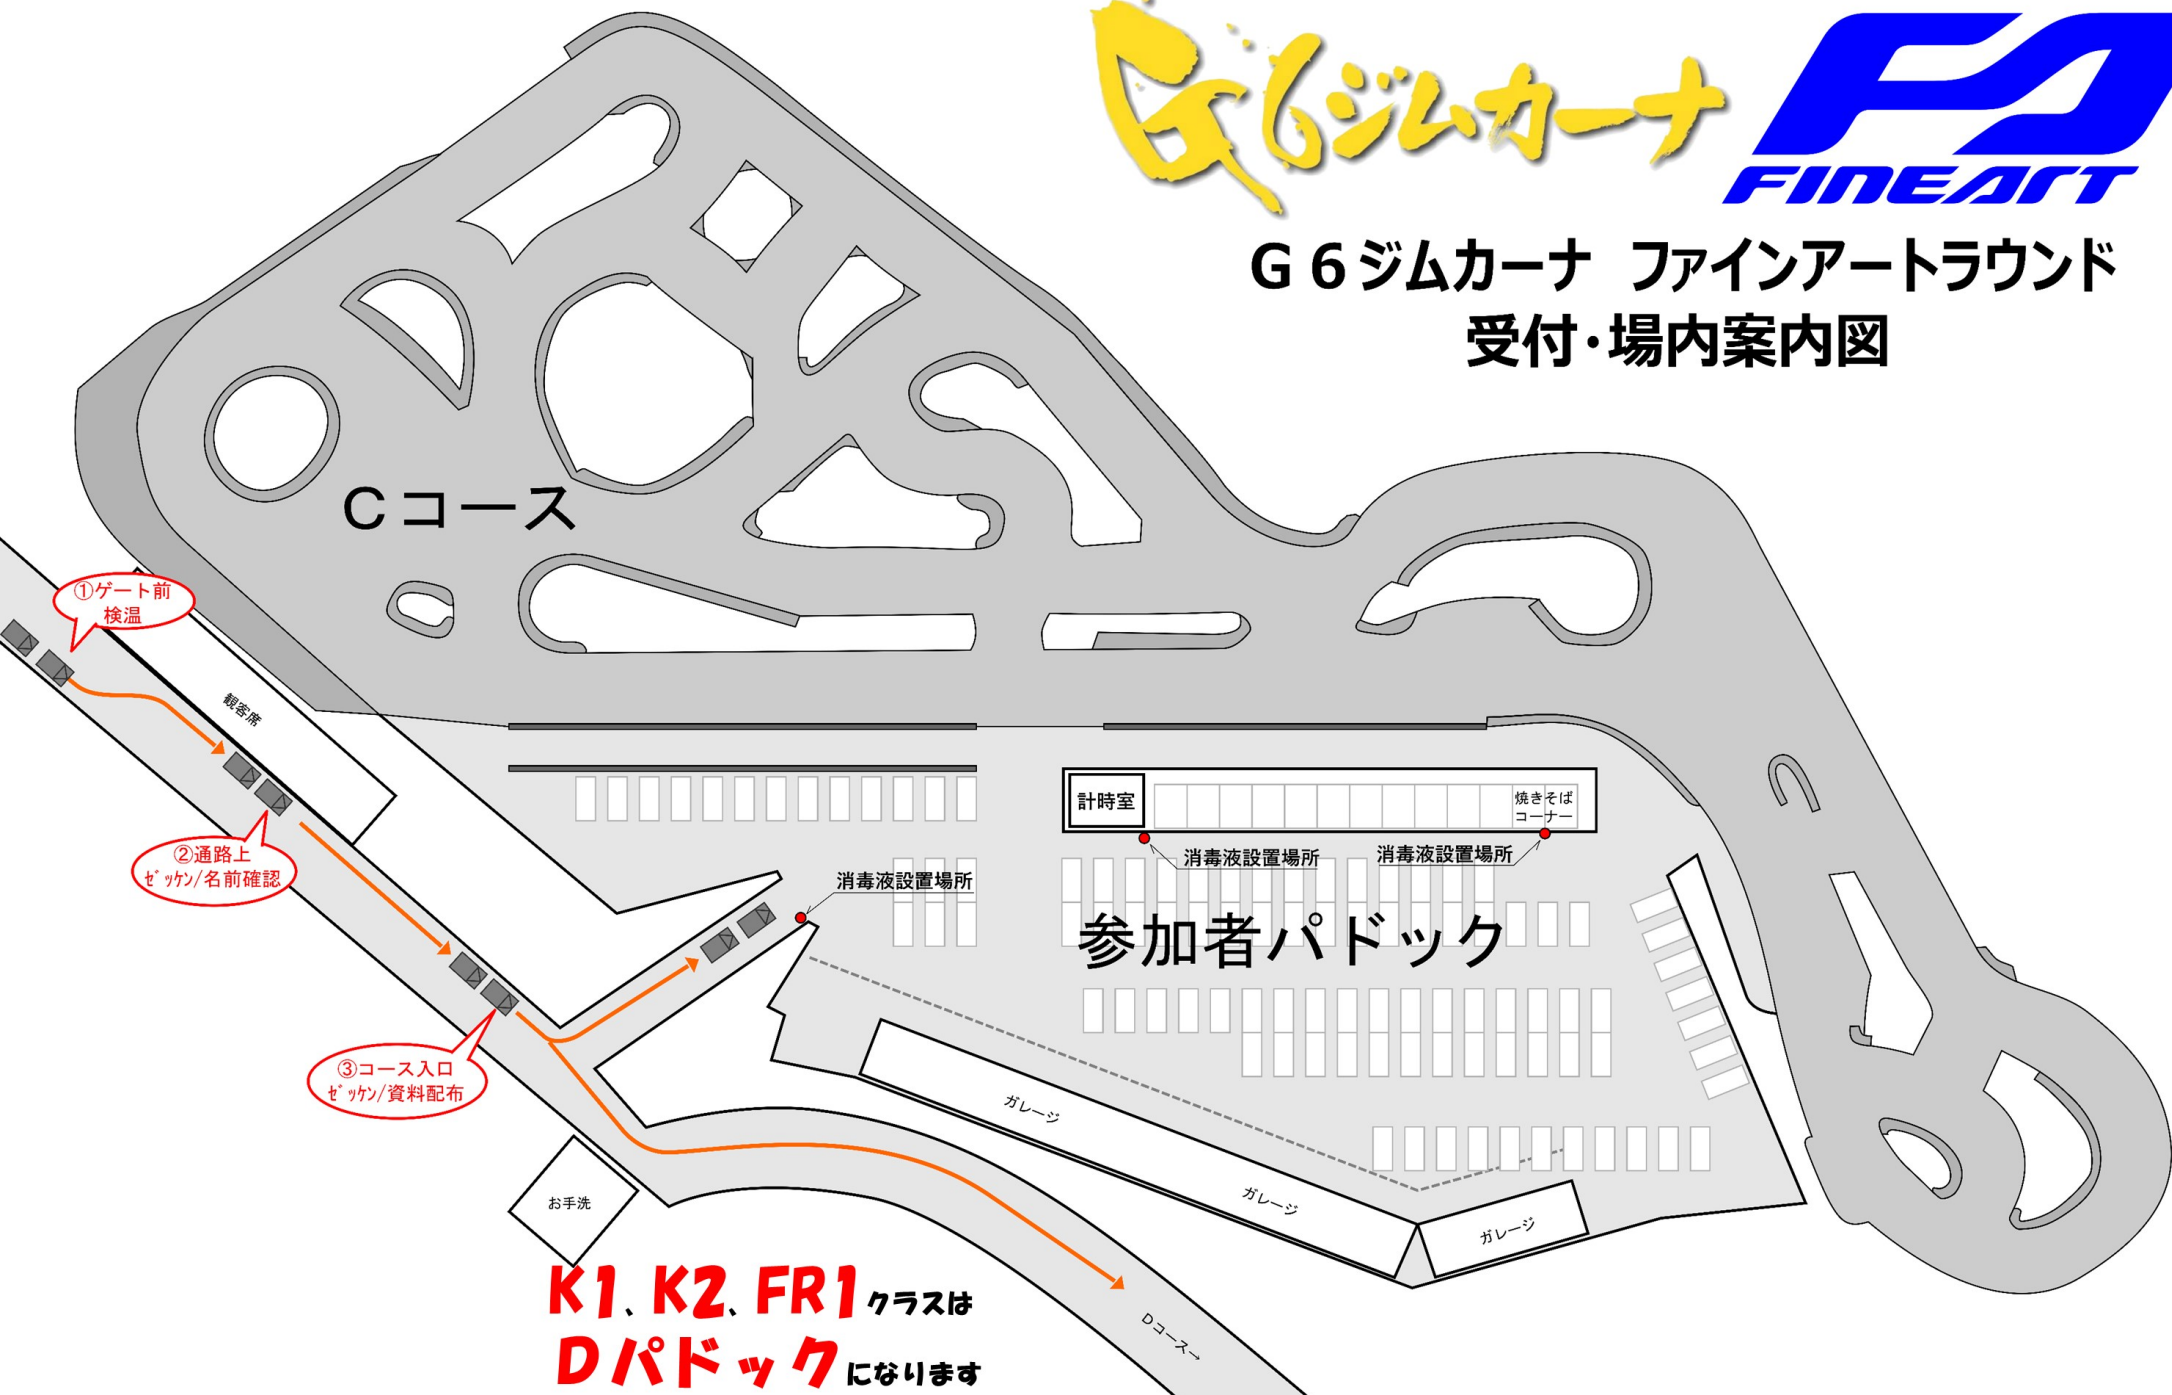 G6ジムカーナ
FA
FINEART
G6ジムカーナ ファインアートラウンド
受付・場内案内図
Cコース
①ゲート前
検温
観客席
②通路上
ｾﾞｯｹﾝ/名前確認
③コース入口
ｾﾞｯｹﾝ/資料配布
計時室
焼きそば
コーナー
消毒液設置場所
消毒液設置場所
消毒液設置場所
参加者パドック
ガレージ
ガレージ
ガレージ
お手洗
Dコース→
K1、K2、FR1クラスは
Dパドックになります